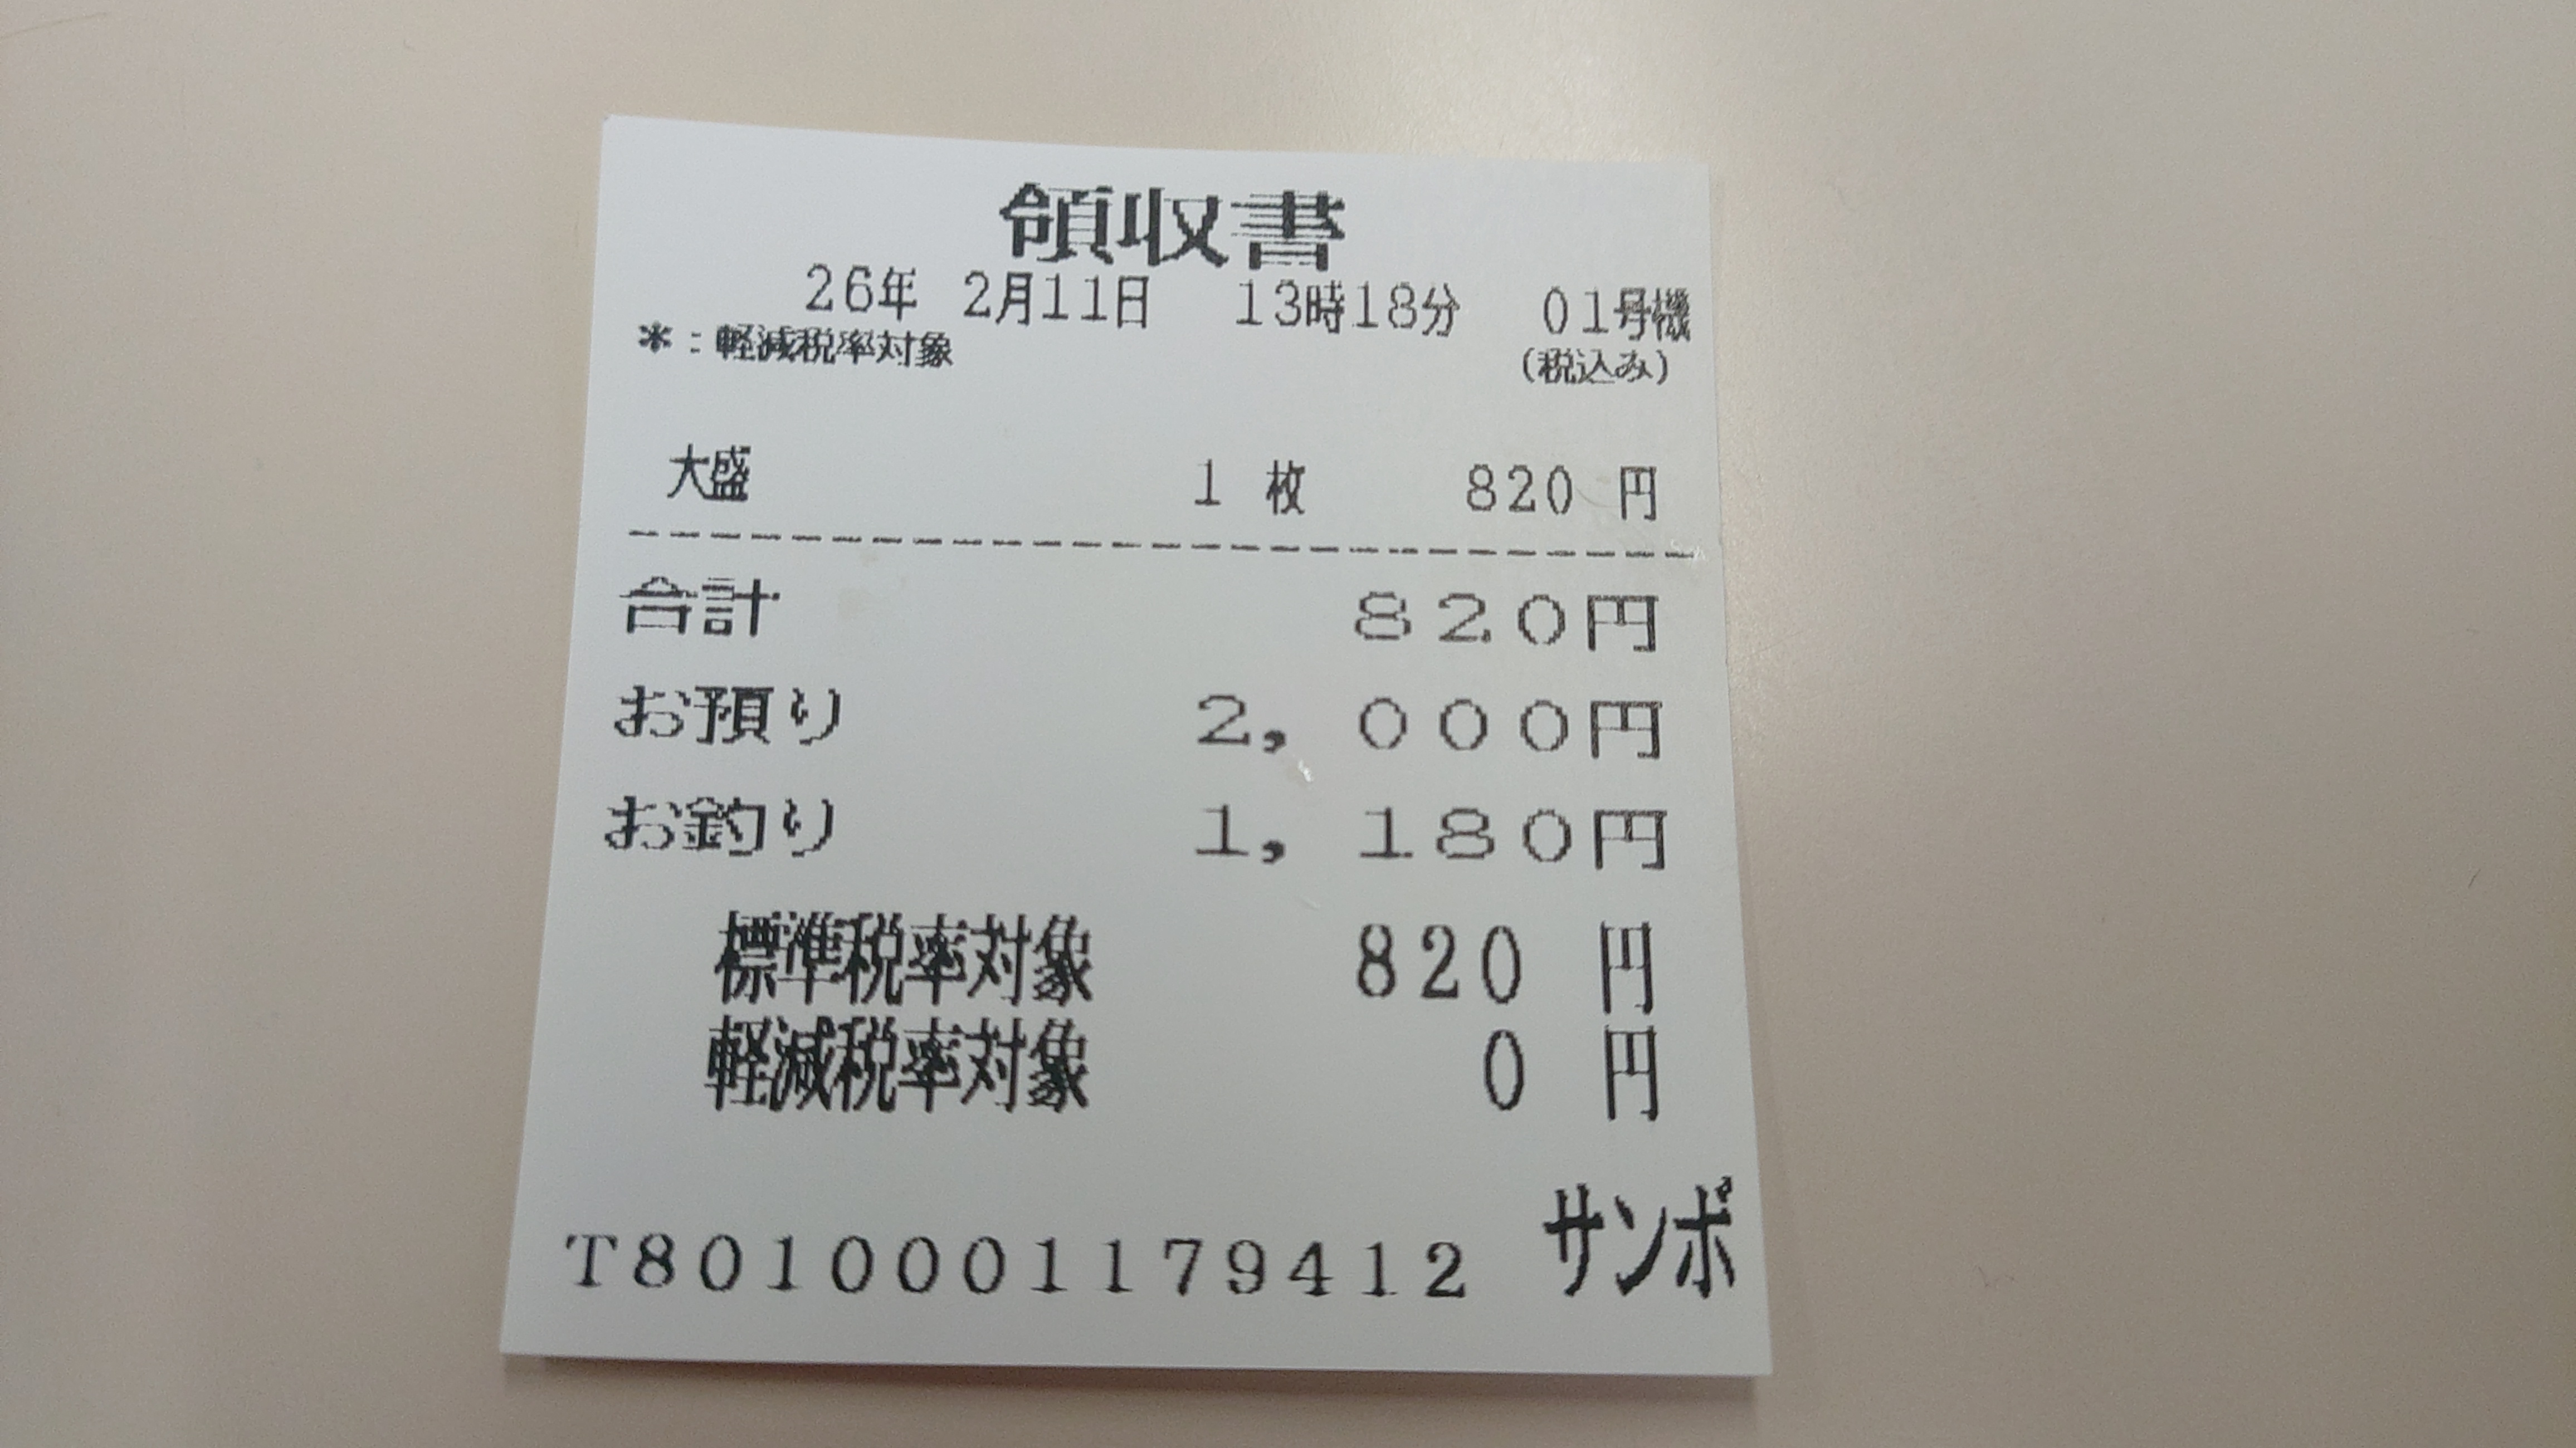 領収書
26年 2月11日 13時18分 01号機
*:軽減税率対象 (税込み)
大盛 1 枚 820 円
合計 820円
お預り 2,000円
お釣り 1,180円
標準税率対象 820 円
軽減税率対象 0 円
T8010001179412 サンボ